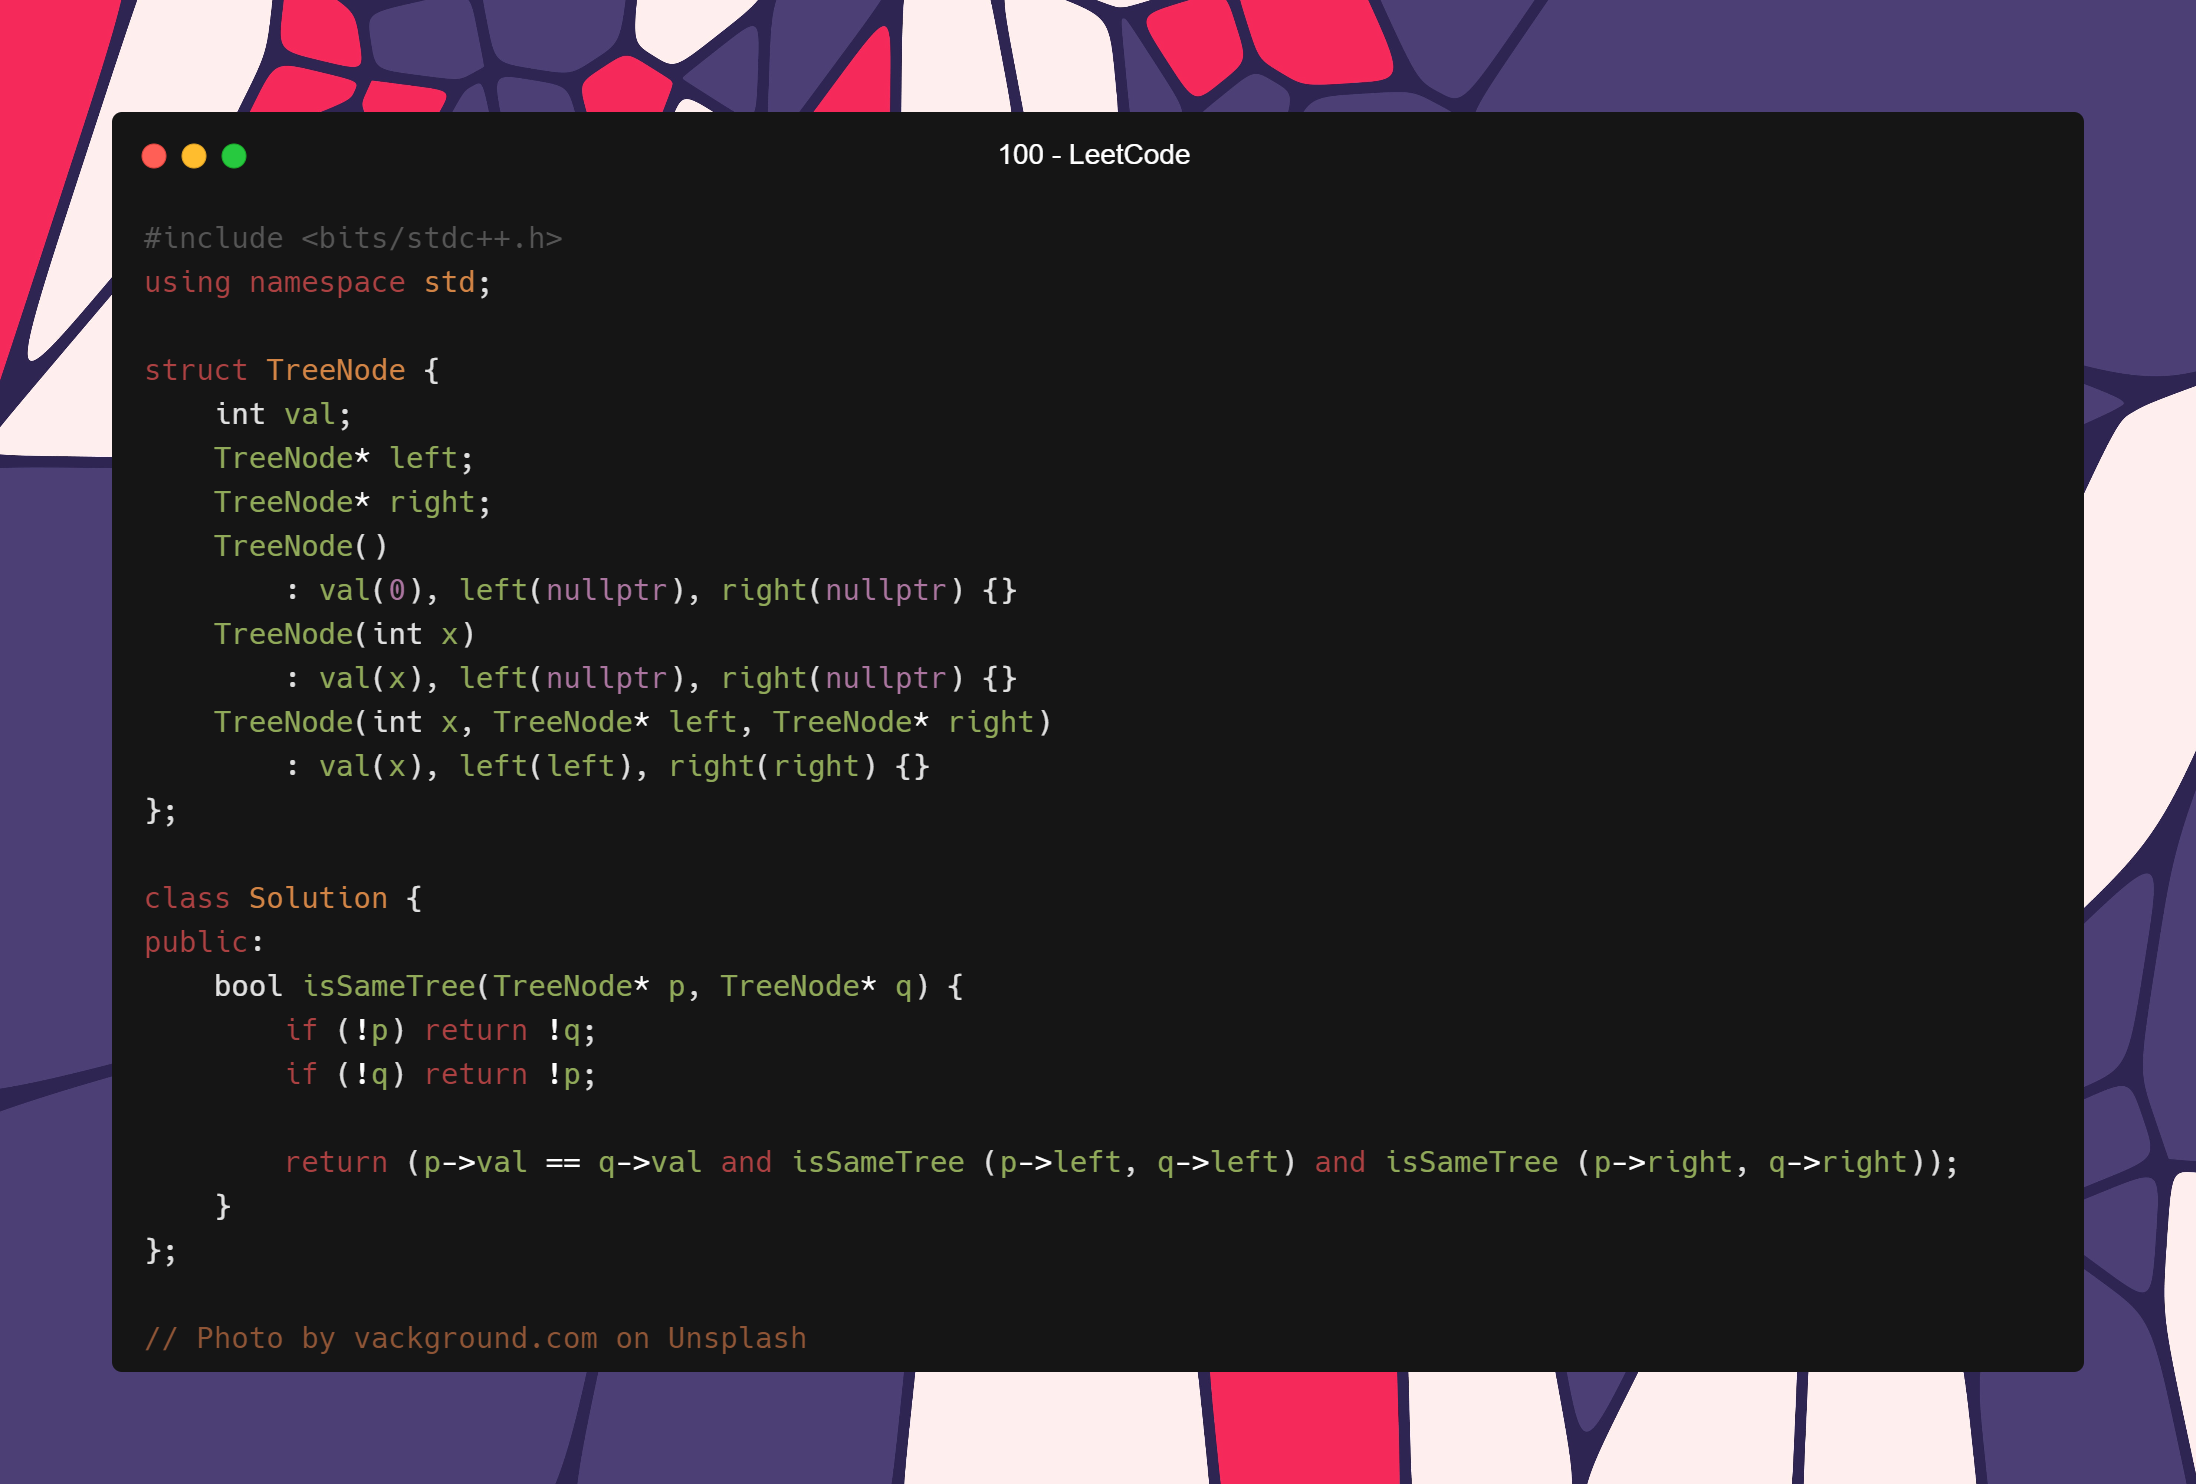 100 - LeetCode
#include <bits/stdc++.h>
using namespace std;
struct TreeNode {
    int val;
    TreeNode* left;
    TreeNode* right;
    TreeNode()
        : val(0), left(nullptr), right(nullptr) {}
    TreeNode(int x)
        : val(x), left(nullptr), right(nullptr) {}
    TreeNode(int x, TreeNode* left, TreeNode* right)
        : val(x), left(left), right(right) {}
};
class Solution {
public:
    bool isSameTree(TreeNode* p, TreeNode* q) {
        if (!p) return !q;
        if (!q) return !p;
        return (p->val == q->val and isSameTree (p->left, q->left) and isSameTree (p->right, q->right));
    }
};
// Photo by vackground.com on Unsplash